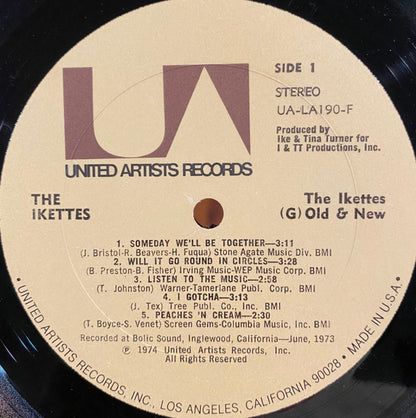 UA
SIDE 1
STEREO
UA-LA190-F
Produced by
Ike & Tina Turner for
I & TT Productions, Inc.
UNITED ARTISTS RECORDS
THE
IKETTES
The Ikettes
(G) Old & New
1. SOMEDAY WE'LL BE TOGETHER—3:11
(J. Bristol-R. Beavers-H. Fuqua) Stone Agate Music Div. BMI
2. WILL IT GO ROUND IN CIRCLES—3:28
(B. Preston-B. Fisher) Irving Music-WEP Music Corp. BMI
3. LISTEN TO THE MUSIC—2:58
(T. Johnston) Warner-Tamerlane Publ. Corp. BMI
4. I GOTCHA—3:13
(J. Tex) Tree Publ. Co., Inc. BMI
5. PEACHES 'N CREAM—2:30
(T. Boyce-S. Venet) Screen Gems-Columbia Music, Inc. BMI
Recorded at Bolic Sound, Inglewood, California—June, 1973
℗ 1974 United Artists Records, Inc.
All Rights Reserved
• UNITED ARTISTS RECORDS, INC., LOS ANGELES, CALIFORNIA 90028 • MADE IN U.S.A. •